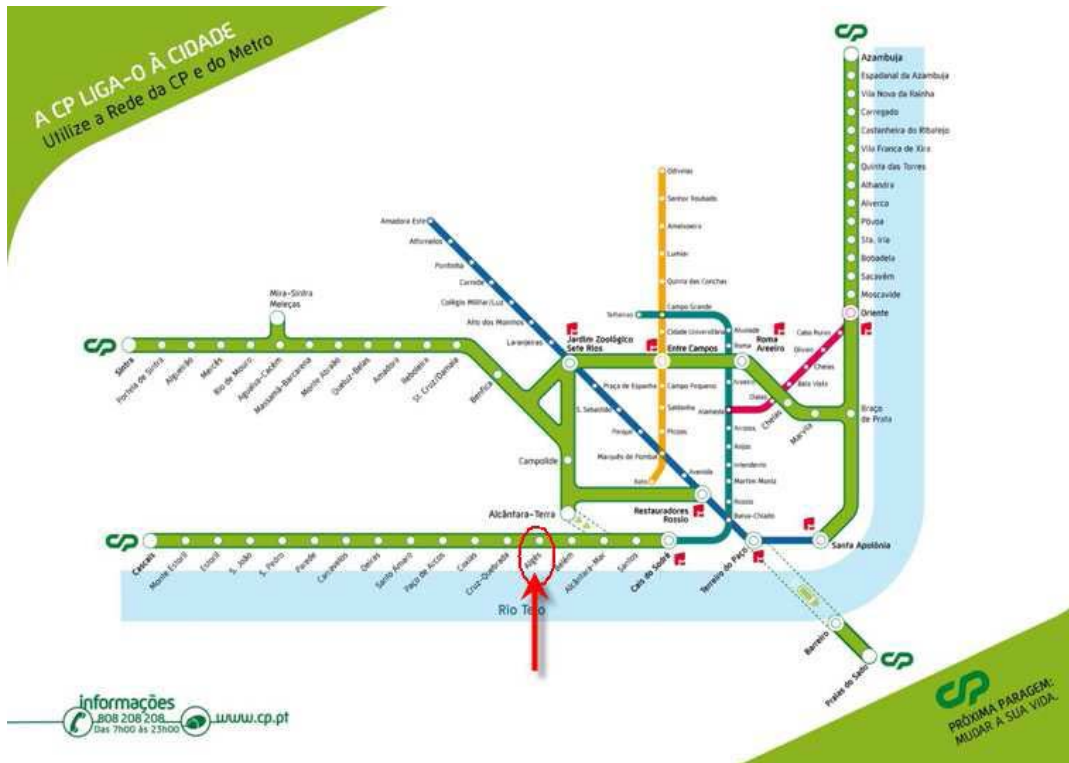 A CP LIGA-O À CIDADE
Utilize a Rede da CP e do Metro
Azambuja
Espadanal da Azambuja
Vila Nova da Rainha
Carregado
Castanheira do Ribatejo
Vila Franca de Xira
Quinta das Torres
Alhandra
Alverca
Póvoa
Sta. Iria
Bobadela
Sacavém
Moscavide
Oriente
Braço
de Prata
Santa Apolónia
Odivelas
Senhor Roubado
Ameixoeira
Lumiar
Quinta das Conchas
Campo Grande
Cidade Universitária
Entre Campos
Campo Pequeno
Saldanha
Picoas
Marquês de Pombal
Rato
Amadora Este
Alfornelos
Pontinha
Carnide
Colégio Militar/Luz
Alto dos Moinhos
Laranjeiras
Jardim Zoológico
Sete Rios
Praça de Espanha
S. Sebastião
Parque
Avenida
Restauradores
Rossio
Telheiras
Alvalade
Roma
Areeiro
Alameda
Arroios
Anjos
Intendente
Martim Moniz
Rossio
Baixa-Chiado
Roma
Areeiro
Cabo Ruivo
Olivais
Chelas
Bela Vista
Olaias
Chelas
Marvila
Mira-Sintra
Meleças
Sintra
Portela de Sintra
Algueirão
Mercês
Rio de Mouro
Agualva-Cacém
Massamá-Barcarena
Monte Abraão
Queluz-Belas
Amadora
Reboleira
St. Cruz/Damaia
Benfica
Campolide
Alcântara-Terra
Cascais
Monte Estoril
Estoril
S. João
S. Pedro
Parede
Carcavelos
Oeiras
Santo Amaro
Paço de Arcos
Caxias
Cruz-Quebrada
Algés
Belém
Alcântara-Mar
Santos
Cais do Sodré
Terreiro do Paço
Barreiro
Praias do Sado
Rio Tejo
informações
808 208 208
Das 7h00 às 23h00
www.cp.pt
PRÓXIMA PARAGEM:
MUDAR A SUA VIDA.